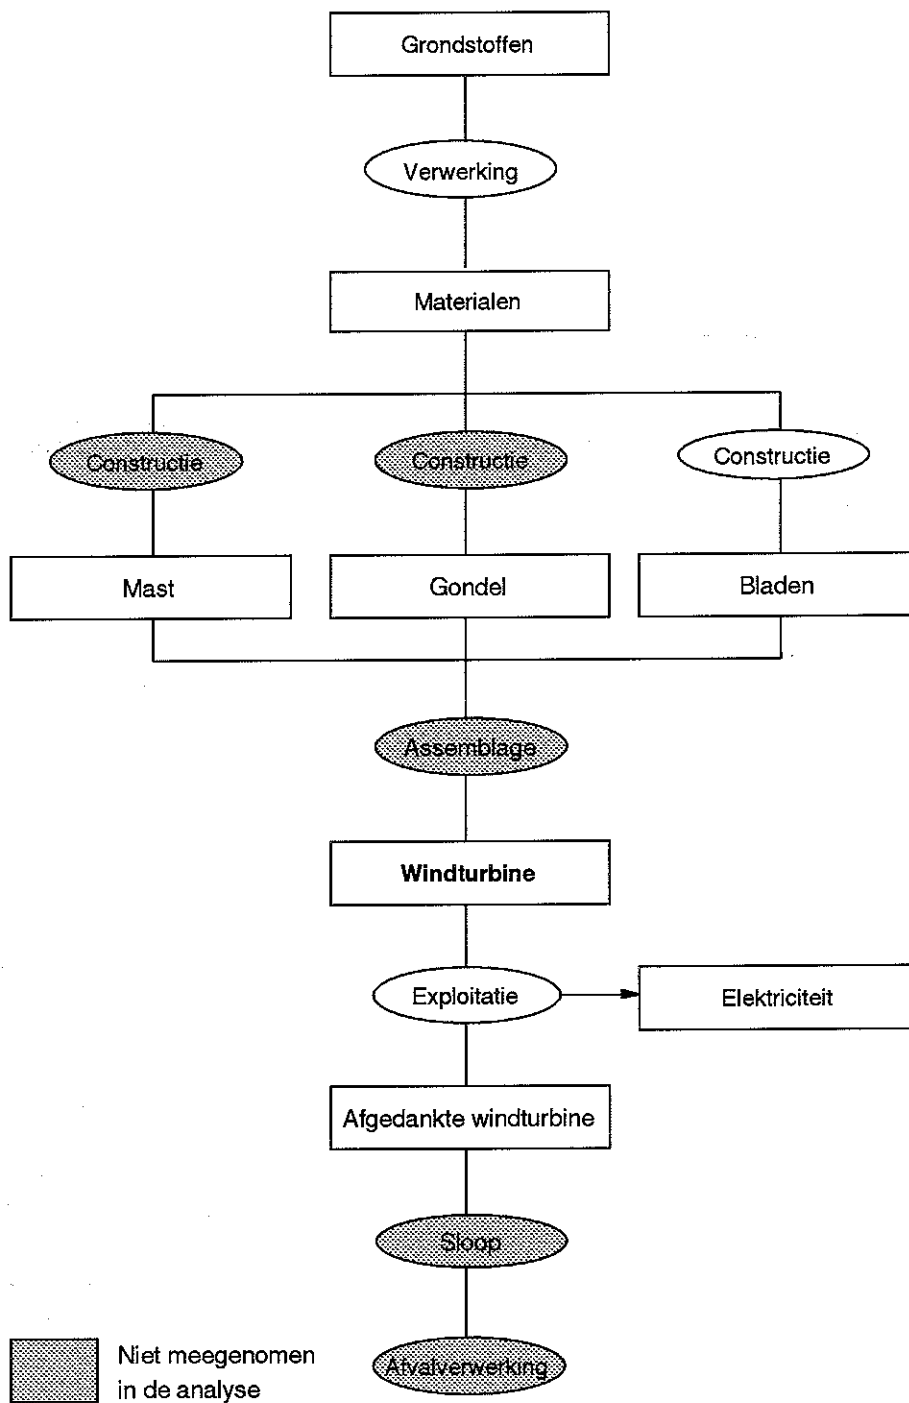 Grondstoffen
Verwerking
Materialen
Constructie
Constructie
Constructie
Mast
Gondel
Bladen
Assemblage
Windturbine
Exploitatie
Elektriciteit
Afgedankte windturbine
Sloop
Afvalverwerking
Niet meegenomen
in de analyse